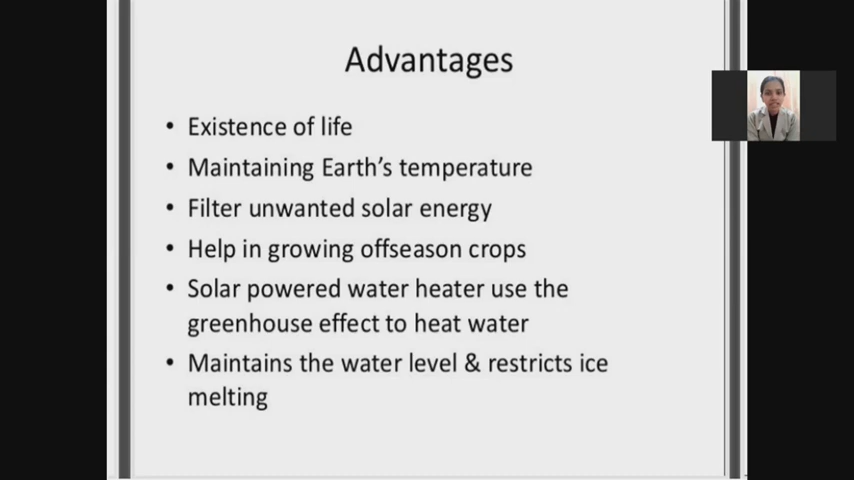 Advantages
• Existence of life
• Maintaining Earth's temperature
• Filter unwanted solar energy
• Help in growing offseason crops
• Solar powered water heater use the
greenhouse effect to heat water
• Maintains the water level & restricts ice
melting